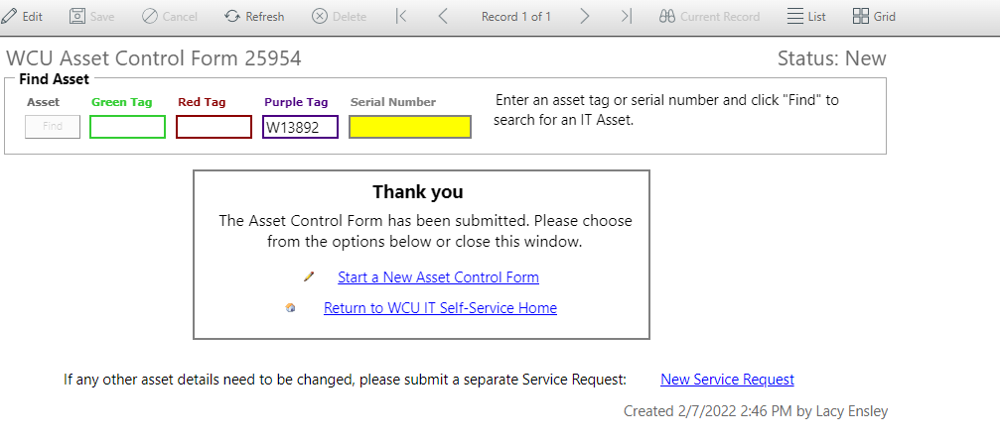 Edit Save Cancel Refresh Delete Record 1 of 1 Current Record List Grid
WCU Asset Control Form 25954 Status: New
Find Asset
Asset Green Tag Red Tag Purple Tag Serial Number
Find W13892
Enter an asset tag or serial number and click "Find" to
search for an IT Asset.
Thank you
The Asset Control Form has been submitted. Please choose
from the options below or close this window.
Start a New Asset Control Form
Return to WCU IT Self-Service Home
If any other asset details need to be changed, please submit a separate Service Request: New Service Request
Created 2/7/2022 2:46 PM by Lacy Ensley